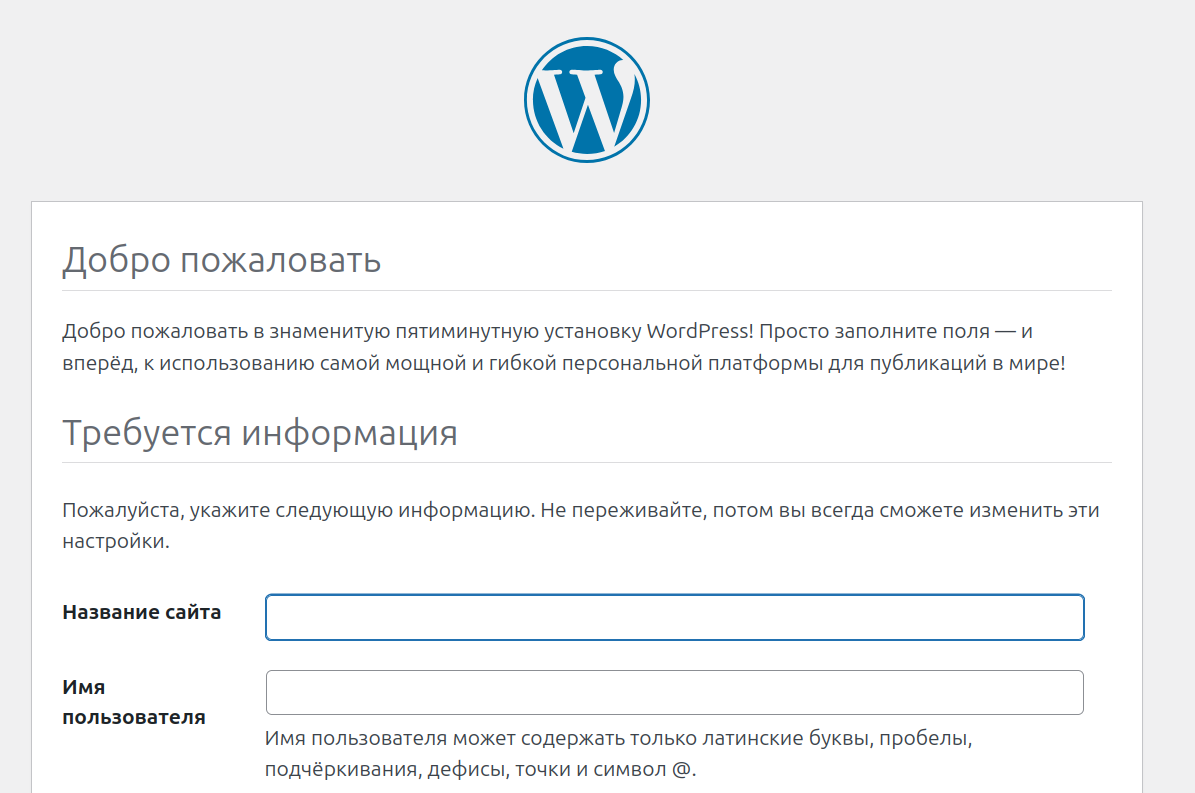 Добро пожаловать
Добро пожаловать в знаменитую пятиминутную установку WordPress! Просто заполните поля — и
вперёд, к использованию самой мощной и гибкой персональной платформы для публикаций в мире!
Требуется информация
Пожалуйста, укажите следующую информацию. Не переживайте, потом вы всегда сможете изменить эти
настройки.
Название сайта
Имя
пользователя
Имя пользователя может содержать только латинские буквы, пробелы,
подчёркивания, дефисы, точки и символ @.